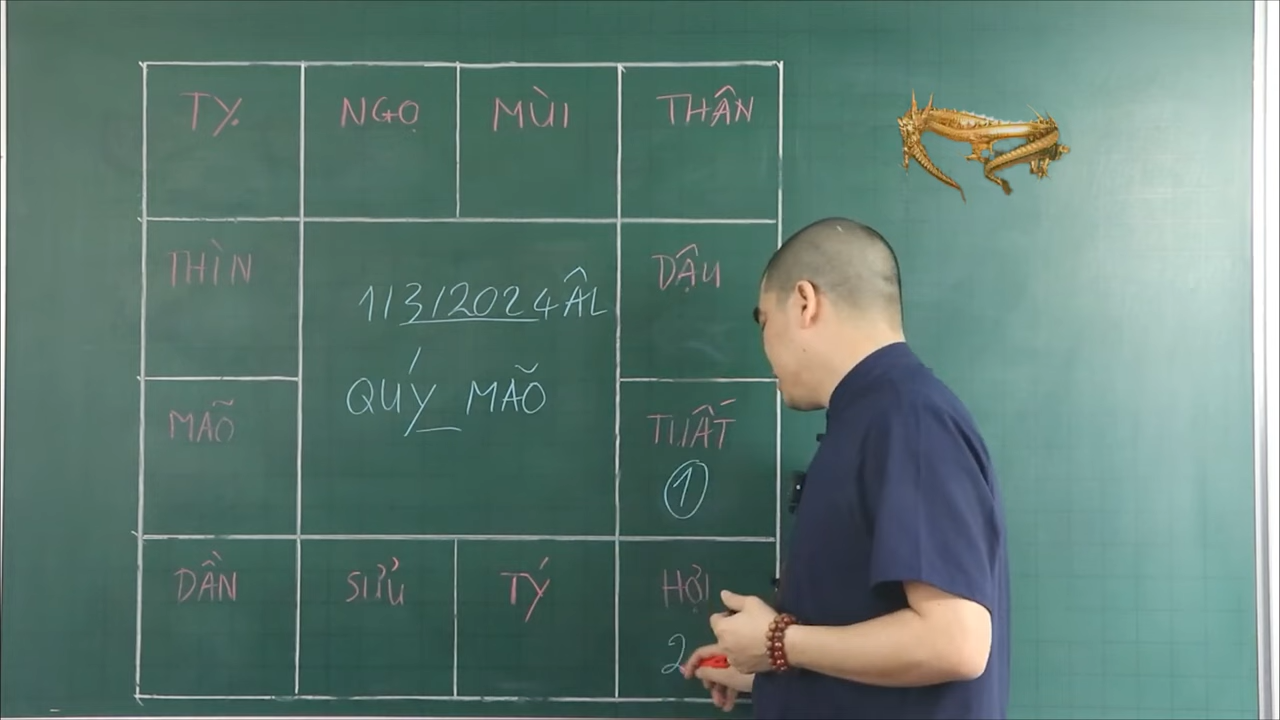 TỴ NGỌ MÙI THÂN
THÌN DẬU
1/3/2024 ÂL
QUÝ MÃO
MÃO TUẤT
1
DẦN SỬU TÝ HỢI
2